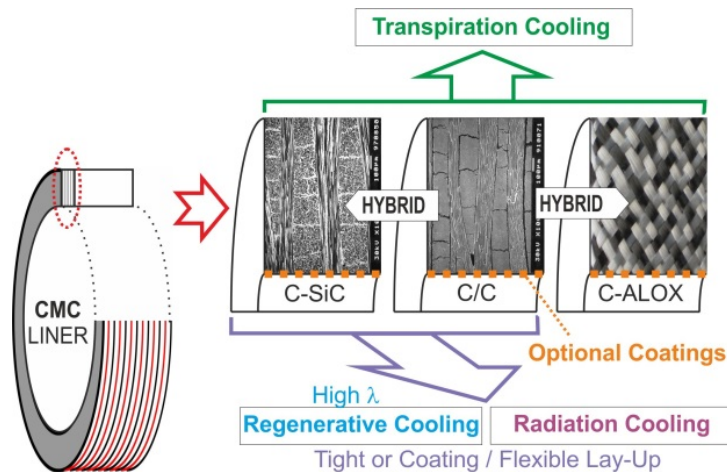 Transpiration Cooling
CMC
LINER
HYBRID
HYBRID
C-SiC
C/C
C-ALOX
Optional Coatings
High λ
Regenerative Cooling
Radiation Cooling
Tight or Coating / Flexible Lay-Up